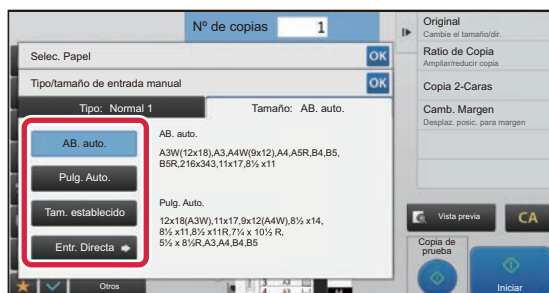 Nº de copias 1
Selec. Papel OK
Tipo/tamaño de entrada manual OK
Tipo: Normal 1
Tamaño: AB. auto.
AB. auto.
Pulg. Auto.
Tam. establecido
Entr. Directa
AB. auto.
A3W(12x18),A3,A4W(9x12),A4,A5R,B4,B5,
B5R,216x343,11x17,8½ x11
Pulg. Auto.
12x18(A3W),11x17,9x12(A4W),8½ x14,
8½ x11,8½ x11R,7¼ x 10½ R,
5½ x 8½R,A3,A4,B4,B5
Otros
Original
Cambie el tamaño/dir.
Ratio de Copia
Ampliar/reducir copia
Copia 2-Caras
Camb. Margen
Desplaz. posic. para margen
Vista previa
CA
Copia de
prueba
Iniciar